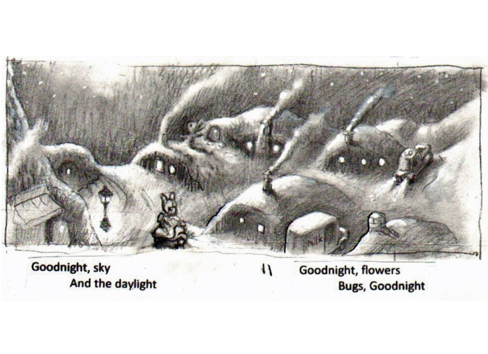 Goodnight, sky
And the daylight
11
Goodnight, flowers
Bugs, Goodnight